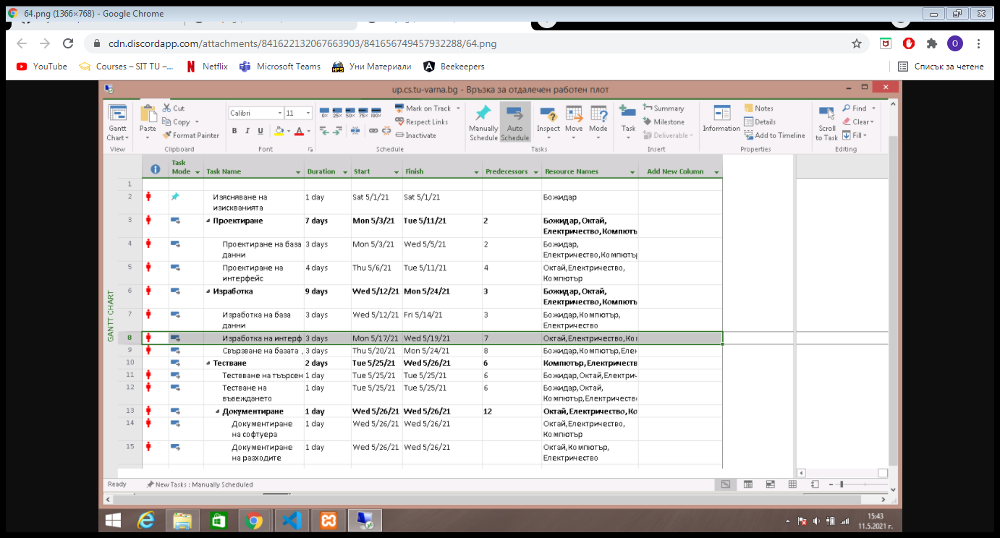 64.png (1366×768) - Google Chrome
cdn.discordapp.com/attachments/841622132067663903/841656749457932288/64.png
YouTube Courses – SIT TU –... Netflix Microsoft Teams Уни Материали Beekeepers Списък за четене
up.cs.tu-varna.bg - Връзка за отдалечен работен плот
Gantt Chart
View
Paste
Cut
Copy
Format Painter
Clipboard
Calibri 11
B I U A
Font
0% 25% 50% 75% 100%
Mark on Track
Respect Links
Inactivate
Schedule
Manually Schedule
Auto Schedule
Inspect Move Mode
Tasks
Task
Summary
Milestone
Deliverable
Insert
Information
Notes
Details
Add to Timeline
Properties
Scroll to Task
Find
Clear
Fill
Editing
GANTT CHART
Task Mode Task Name Duration Start Finish Predecessors Resource Names Add New Column
1
2 Изясняване на изискванията 1 day Sat 5/1/21 Sat 5/1/21 Божидар
3 Проектиране 7 days Mon 5/3/21 Tue 5/11/21 2 Божидар, Октай, Електричество, Компютъ
4 Проектиране на база данни 3 days Mon 5/3/21 Wed 5/5/21 2 Божидар, Електричество,Компютър
5 Проектиране на интерфейс 4 days Thu 5/6/21 Tue 5/11/21 4 Октай,Електричество, Компютър
6 Изработка 9 days Wed 5/12/21 Mon 5/24/21 3 Божидар, Октай, Електричество, Компютъ
7 Изработка на база данни 3 days Wed 5/12/21 Fri 5/14/21 3 Божидар,Компютър, Електричество
8 Изработка на интерф 3 days Mon 5/17/21 Wed 5/19/21 7 Октай,Електричество,Ко
9 Свързване на базата , 3 days Thu 5/20/21 Mon 5/24/21 8 Божидар,Компютър,Елек
10 Тестване 2 days Tue 5/25/21 Wed 5/26/21 6 Компютър,Електричеств
11 Тествване на търсен 1 day Tue 5/25/21 Tue 5/25/21 6 Божидар,Октай,Електрич
12 Тестване на въвеждането 1 day Tue 5/25/21 Tue 5/25/21 6 Божидар,Октай, Компютър,Електричеств
13 Документиране 1 day Wed 5/26/21 Wed 5/26/21 12 Октай,Електричество,Ко
14 Документиране на софтуера 1 day Wed 5/26/21 Wed 5/26/21 Октай,Електричество, Компютър
15 Документиране на разходите 1 day Wed 5/26/21 Wed 5/26/21 Октай,Компютър, Електричество
Ready New Tasks : Manually Scheduled
15:43
11.5.2021 г.